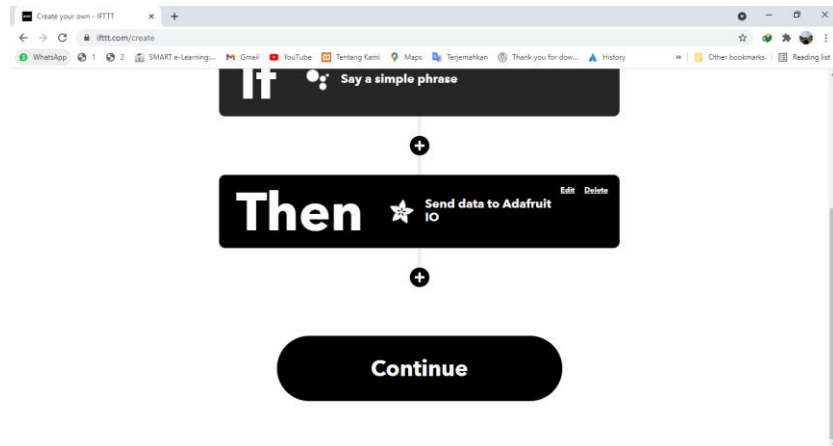 Create your own - IFTTT
ifttt.com/create
WhatsApp 1 2 SMART e-Learning:... Gmail YouTube Tentang Kami Maps Terjemahkan Thank you for dow... History » Other bookmarks Reading list
If Say a simple phrase
Edit Delete
Then Send data to Adafruit
IO
Continue